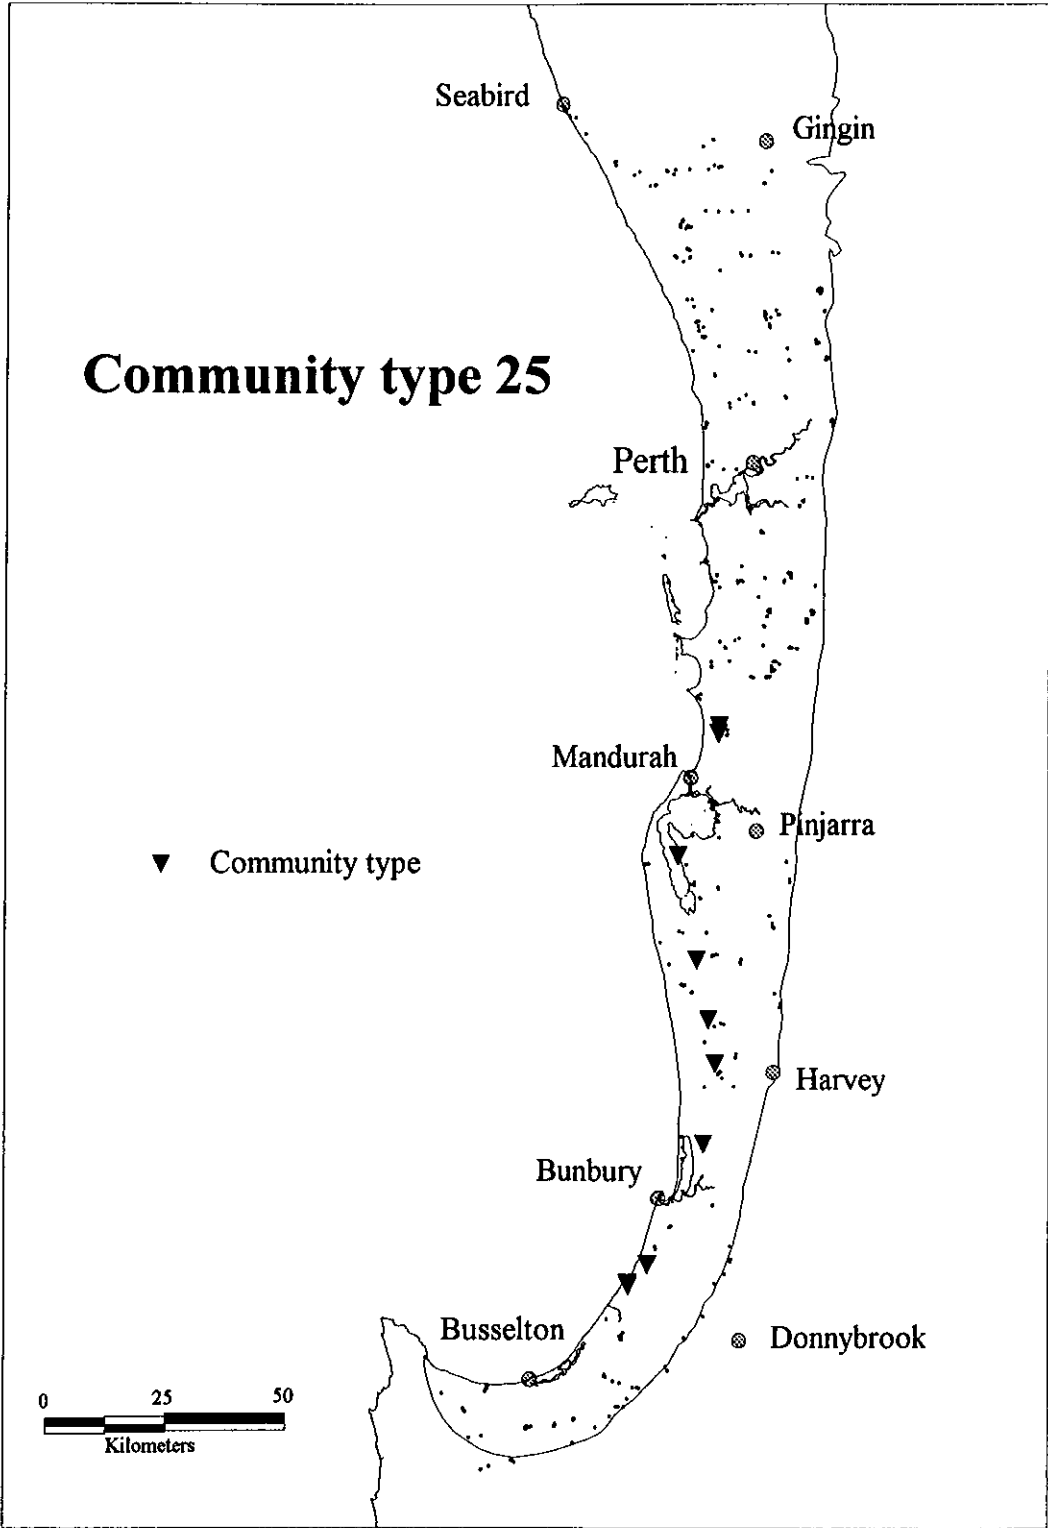 Seabird
Gingin
Community type 25
Perth
Mandurah
Pinjarra
Community type
Harvey
Bunbury
Busselton
Donnybrook
0 25 50
Kilometers